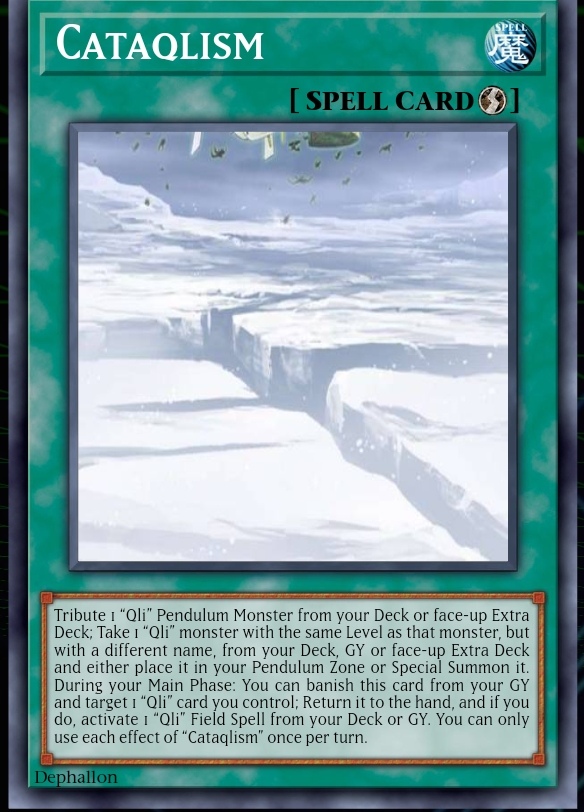 Cataqlism
SPELL
魔
[ Spell Card ]
Tribute 1 “Qli” Pendulum Monster from your Deck or face-up Extra
Deck; Take 1 “Qli” monster with the same Level as that monster, but
with a different name, from your Deck, GY or face-up Extra Deck
and either place it in your Pendulum Zone or Special Summon it.
During your Main Phase: You can banish this card from your GY
and target 1 “Qli” card you control; Return it to the hand, and if you
do, activate 1 “Qli” Field Spell from your Deck or GY. You can only
use each effect of “Cataqlism” once per turn.
Dephallon